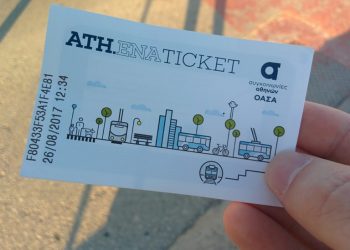 ATH.ENA TICKET
συγκοινωνίες
αθηνών
ΟΑΣΑ
F80433F53A1F4E81
26/08/2017 12:34